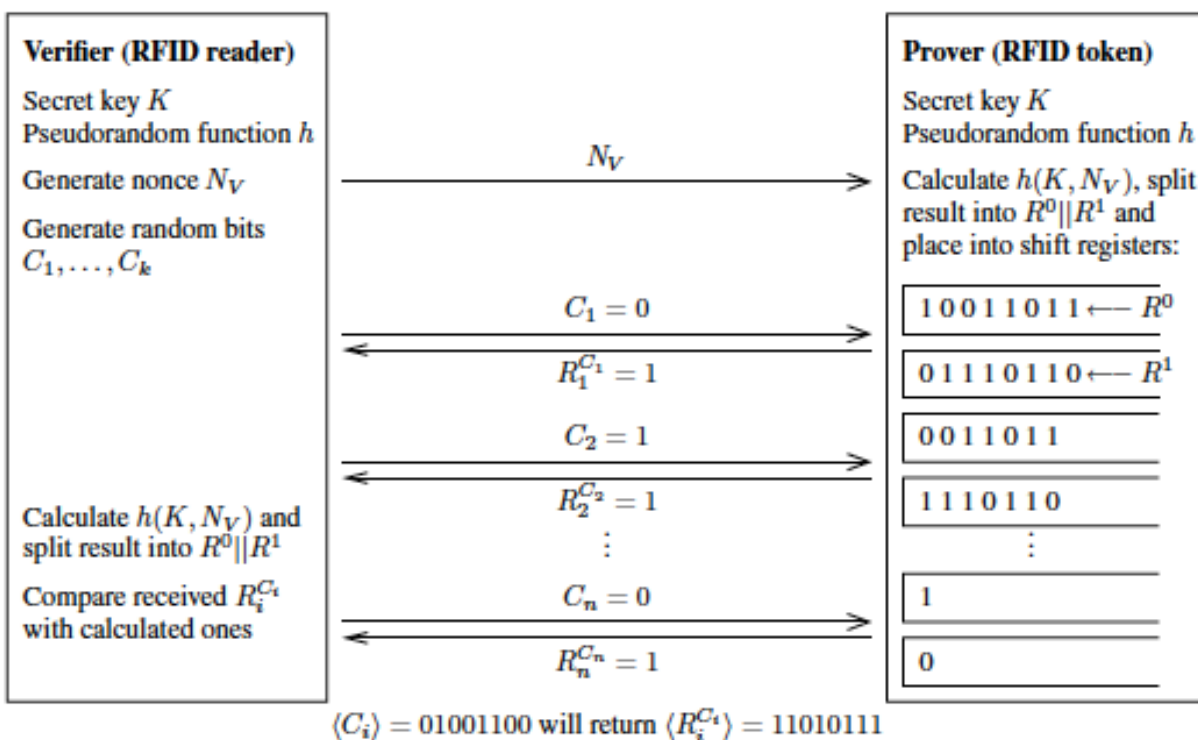 Verifier (RFID reader)
Secret key K
Pseudorandom function h
Generate nonce N_V
Generate random bits
C_1, . . . , C_k
Calculate h(K, N_V) and
split result into R^0||R^1
Compare received R_i^{C_i}
with calculated ones
N_V
C_1 = 0
R_1^{C_1} = 1
C_2 = 1
R_2^{C_2} = 1
⋮
C_n = 0
R_n^{C_n} = 1
Prover (RFID token)
Secret key K
Pseudorandom function h
Calculate h(K, N_V), split
result into R^0||R^1 and
place into shift registers:
1 0 0 1 1 0 1 1 ←− R^0
0 1 1 1 0 1 1 0 ←− R^1
0 0 1 1 0 1 1
1 1 1 0 1 1 0
⋮
1
0
⟨C_i⟩ = 01001100 will return ⟨R_i^{C_i}⟩ = 11010111